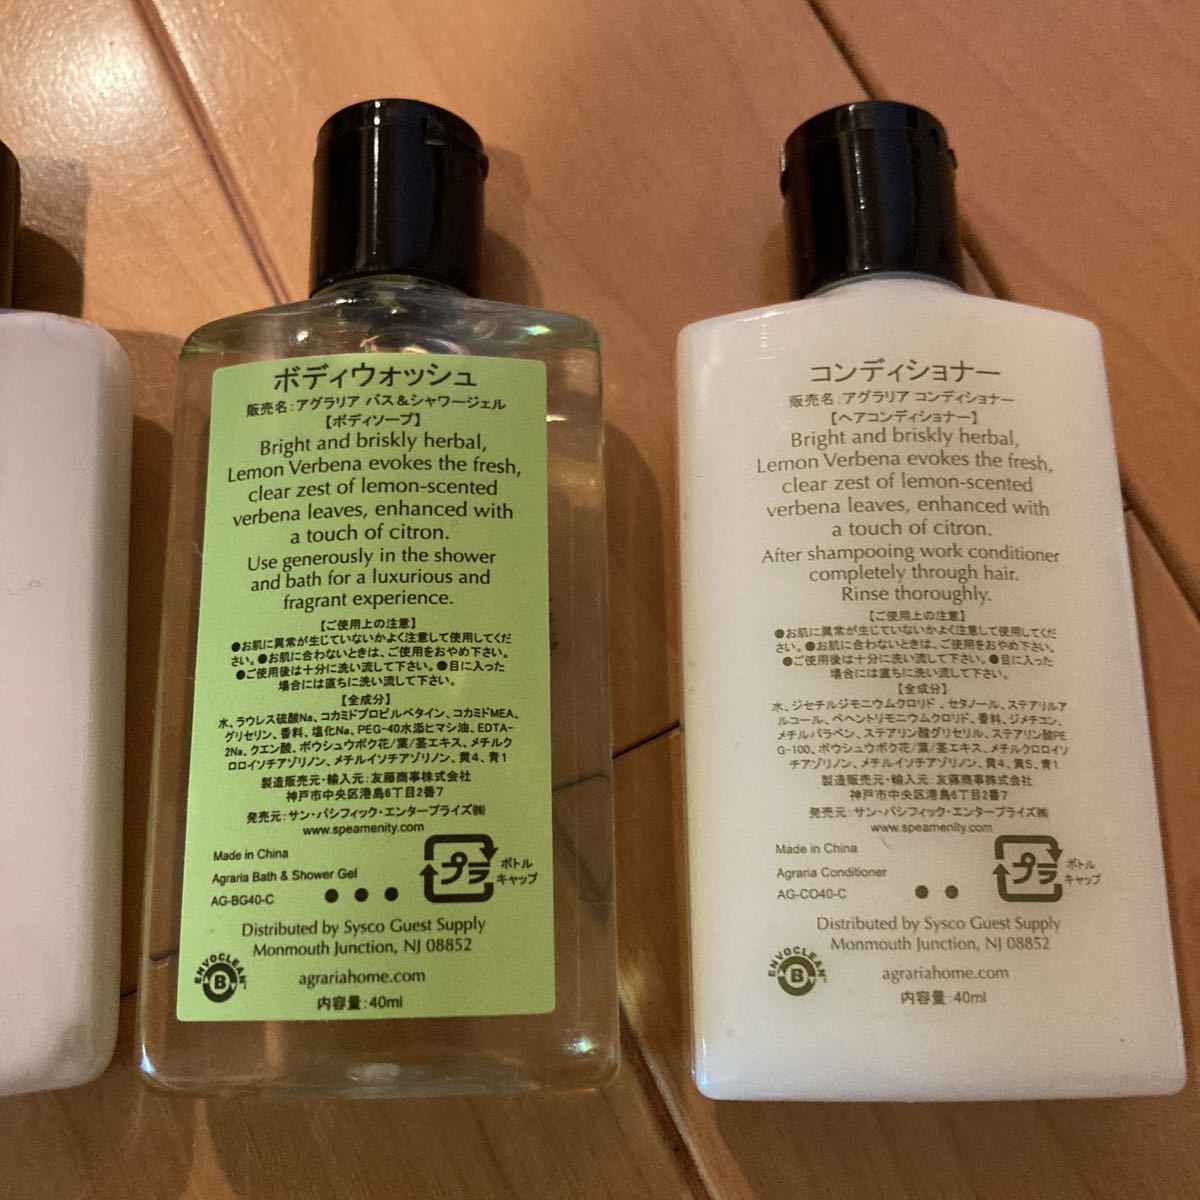 ボディウォッシュ
販売名：アグラリア バス＆シャワージェル
【ボディソープ】
Bright and briskly herbal,
Lemon Verbena evokes the fresh,
clear zest of lemon-scented
verbena leaves, enhanced with
a touch of citron.
Use generously in the shower
and bath for a luxurious and
fragrant experience.
【ご使用上の注意】
●お肌に異常が生じていないかよく注意して使用してくだ
さい。●お肌に合わないときは、ご使用をおやめ下さい。
●ご使用後は十分に洗い流して下さい。●目に入った
場合には直ちに洗い流して下さい。
【全成分】
水、ラウレス硫酸Na、コカミドプロピルベタイン、コカミドMEA、
グリセリン、香料、塩化Na、PEG-40水添ヒマシ油、EDTA-
2Na、クエン酸、ボウシュウボク花/葉/茎エキス、メチルク
ロロイソチアゾリノン、メチルイソチアゾリノン、黄4、青1
製造販売元・輸入元：友藤商事株式会社
神戸市中央区港島6丁目2番7
発売元：サン・パシフィック・エンタープライズ㈱
www.speamenity.com
Made in China
Agraria Bath & Shower Gel
AG-BG40-C
プラ
ボトル
キャップ
Distributed by Sysco Guest Supply
Monmouth Junction, NJ 08852
ENVOCLEAN™
B
agrariahome.com
内容量：40ml
コンディショナー
販売名：アグラリア コンディショナー
【ヘアコンディショナー】
Bright and briskly herbal,
Lemon Verbena evokes the fresh,
clear zest of lemon-scented
verbena leaves, enhanced with
a touch of citron.
After shampooing work conditioner
completely through hair.
Rinse thoroughly.
【ご使用上の注意】
●お肌に異常が生じていないかよく注意して使用してくだ
さい。●お肌に合わないときは、ご使用をおやめ下さい。
●ご使用後は十分に洗い流して下さい。●目に入った
場合には直ちに洗い流して下さい。
【全成分】
水、ジセチルジモニウムクロリド、セタノール、ステアリルア
ルコール、ベヘントリモニウムクロリド、香料、ジメチコン、
メチルパラベン、ステアリン酸グリセリル、ステアリン酸PE
G-100、ボウシュウボク花/葉/茎エキス、メチルクロロイソ
チアゾリノン、メチルイソチアゾリノン、黄4、黄5、青1
製造販売元・輸入元：友藤商事株式会社
神戸市中央区港島6丁目2番7
発売元：サン・パシフィック・エンタープライズ㈱
www.speamenity.com
Made in China
Agraria Conditioner
AG-CO40-C
プラ
ボトル
キャップ
Distributed by Sysco Guest Supply
Monmouth Junction, NJ 08852
ENVOCLEAN™
B
agrariahome.com
内容量：40ml